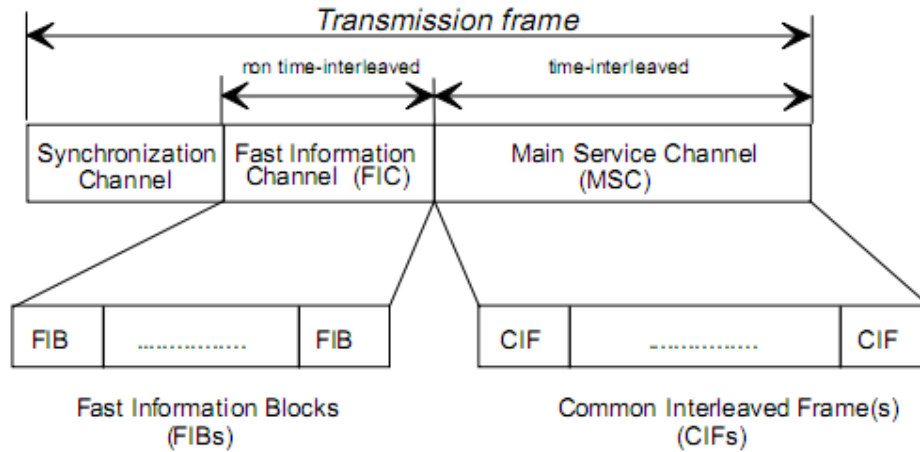 Transmission frame
non time-interleaved
time-interleaved
Synchronization
Channel
Fast Information
Channel (FIC)
Main Service Channel
(MSC)
FIB
.................
FIB
CIF
.................
CIF
Fast Information Blocks
(FIBs)
Common Interleaved Frame(s)
(CIFs)